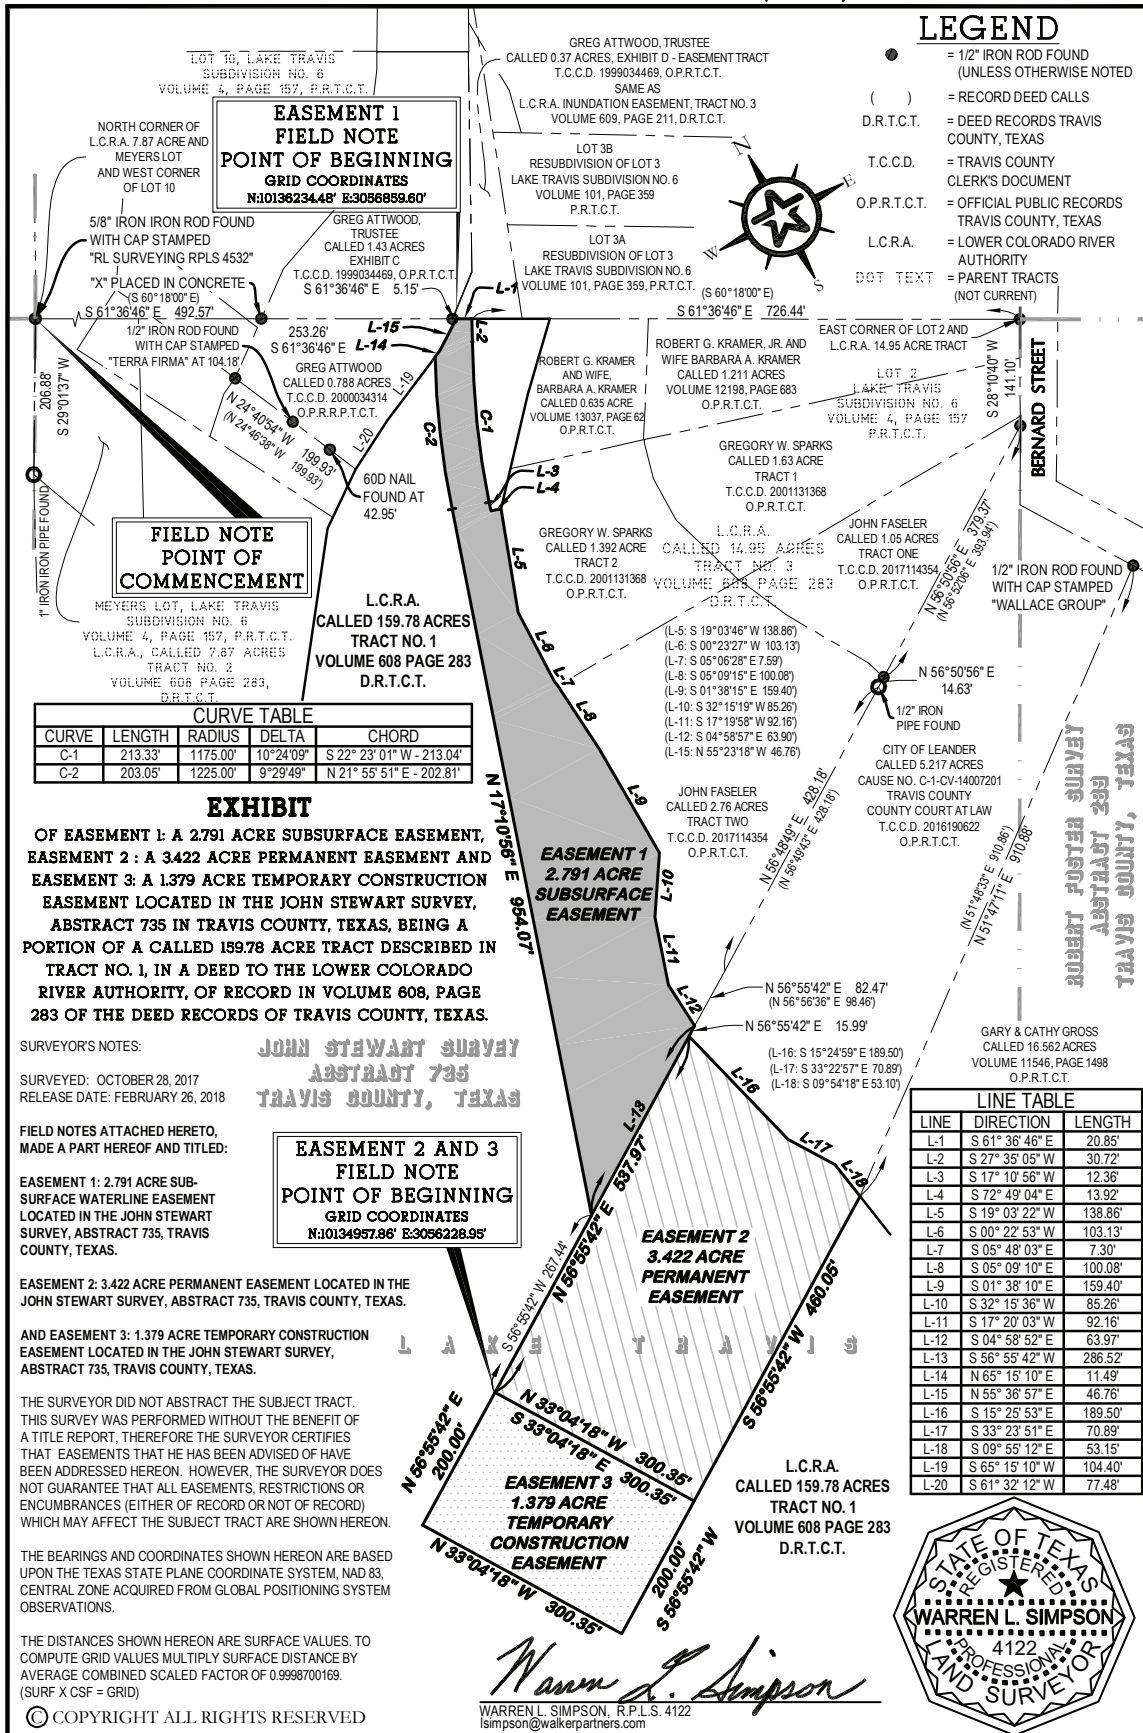 LEGEND
= 1/2" IRON ROD FOUND
(UNLESS OTHERWISE NOTED
( ) = RECORD DEED CALLS
D.R.T.C.T. = DEED RECORDS TRAVIS
COUNTY, TEXAS
T.C.C.D. = TRAVIS COUNTY
CLERK'S DOCUMENT
O.P.R.T.C.T. = OFFICIAL PUBLIC RECORDS
TRAVIS COUNTY, TEXAS
L.C.R.A. = LOWER COLORADO RIVER
AUTHORITY
DOT TEXT = PARENT TRACTS
(NOT CURRENT)
LOT 10, LAKE TRAVIS
SUBDIVISION NO. 6
VOLUME 4, PAGE 157, P.R.T.C.T.
GREG ATTWOOD, TRUSTEE
CALLED 0.37 ACRES, EXHIBIT D - EASEMENT TRACT
T.C.C.D. 1999034469, O.P.R.T.C.T.
SAME AS
L.C.R.A. INUNDATION EASEMENT, TRACT NO. 3
VOLUME 609, PAGE 211, D.R.T.C.T.
EASEMENT 1
FIELD NOTE
POINT OF BEGINNING
GRID COORDINATES
N:10136234.48' E:3056859.60'
NORTH CORNER OF
L.C.R.A. 7.87 ACRE AND
MEYERS LOT
AND WEST CORNER
OF LOT 10
LOT 3B
RESUBDIVISION OF LOT 3
LAKE TRAVIS SUBDIVISION NO. 6
VOLUME 101, PAGE 359
P.R.T.C.T.
N
E
S
W
5/8" IRON IRON ROD FOUND
WITH CAP STAMPED
"RL SURVEYING RPLS 4532"
GREG ATTWOOD,
TRUSTEE
CALLED 1.43 ACRES
EXHIBIT C
T.C.C.D. 1999034469, O.P.R.T.C.T.
S 61°36'46" E 5.15'
LOT 3A
RESUBDIVISION OF LOT 3
LAKE TRAVIS SUBDIVISION NO. 6
VOLUME 101, PAGE 359, P.R.T.C.T.
"X" PLACED IN CONCRETE
(S 60°18'00" E)
S 61°36'46" E 492.57'
L-1
(S 60°18'00" E)
S 61°36'46" E 726.44'
1/2" IRON ROD FOUND
WITH CAP STAMPED
"TERRA FIRMA" AT 104.18'
253.26'
S 61°36'46" E
L-15
L-14
L-2
EAST CORNER OF LOT 2 AND
L.C.R.A. 14.95 ACRE TRACT
206.88'
S 29°01'37" W
GREG ATTWOOD
CALLED 0.788 ACRES
T.C.C.D. 2000034314
O.P.R.R.P.T.C.T.
L-19
L-20
ROBERT G. KRAMER
AND WIFE,
BARBARA A. KRAMER
CALLED 0.635 ACRE
VOLUME 13037, PAGE 62
O.P.R.T.C.T.
ROBERT G. KRAMER, JR. AND
WIFE BARBARA A. KRAMER
CALLED 1.211 ACRES
VOLUME 12198, PAGE 683
O.P.R.T.C.T.
LOT 2
LAKE TRAVIS
SUBDIVISION NO. 6
VOLUME 4, PAGE 157
P.R.T.C.T.
S 28°10'40" W
141.10'
BERNARD STREET
N 24°40'54" W 199.93'
(N 24°46'38" W 199.93')
C-1
C-2
L-3
L-4
GREGORY W. SPARKS
CALLED 1.63 ACRE
TRACT 1
T.C.C.D. 2001131368
O.P.R.T.C.T.
60D NAIL
FOUND AT
42.95'
1" IRON IRON PIPE FOUND
FIELD NOTE
POINT OF
COMMENCEMENT
GREGORY W. SPARKS
CALLED 1.392 ACRE
TRACT 2
T.C.C.D. 2001131368
O.P.R.T.C.T.
L.C.R.A.
CALLED 14.95 ACRES
TRACT NO. 3
VOLUME 608, PAGE 283
D.R.T.C.T.
JOHN FASELER
CALLED 1.05 ACRES
TRACT ONE
T.C.C.D. 2017114354
O.P.R.T.C.T.
N 56°50'56" E 379.37'
(N 56°52'06" E 393.94')
1/2" IRON ROD FOUND
WITH CAP STAMPED
"WALLACE GROUP"
MEYERS LOT, LAKE TRAVIS
SUBDIVISION NO. 6
VOLUME 4, PAGE 157, P.R.T.C.T.
L.C.R.A., CALLED 7.87 ACRES
TRACT NO. 2
VOLUME 608 PAGE 283,
D.R.T.C.T.
L.C.R.A.
CALLED 159.78 ACRES
TRACT NO. 1
VOLUME 608 PAGE 283
D.R.T.C.T.
L-5
L-6
L-7
L-8
(L-5: S 19°03'46" W 138.86')
(L-6: S 00°23'27" W 103.13')
(L-7: S 05°06'28" E 7.59')
(L-8: S 05°09'15" E 100.08')
(L-9: S 01°38'15" E 159.40')
(L-10: S 32°15'19" W 85.26')
(L-11: S 17°19'58" W 92.16')
(L-12: S 04°58'57" E 63.90')
(L-15: N 55°23'18" W 46.76')
N 56°50'56" E
14.63'
1/2" IRON
PIPE FOUND
CURVE TABLE
CURVE LENGTH RADIUS DELTA CHORD
C-1 213.33' 1175.00' 10°24'09" S 22° 23' 01" W - 213.04'
C-2 203.05' 1225.00' 9°29'49" N 21° 55' 51" E - 202.81'
CITY OF LEANDER
CALLED 5.217 ACRES
CAUSE NO. C-1-CV-14007201
TRAVIS COUNTY
COUNTY COURT AT LAW
T.C.C.D. 2016190622
O.P.R.T.C.T.
ROBERT FOSTER SURVEY
ABSTRACT 289
TRAVIS COUNTY, TEXAS
N 17°10'56" E 954.07'
L-9
JOHN FASELER
CALLED 2.76 ACRES
TRACT TWO
T.C.C.D. 2017114354
O.P.R.T.C.T.
N 56°48'49" E 428.18'
(N 56°49'43" E 428.18')
(N 51°48'33" E 910.86')
N 51°47'11" E 910.88'
EXHIBIT
OF EASEMENT 1: A 2.791 ACRE SUBSURFACE EASEMENT,
EASEMENT 2 : A 3.422 ACRE PERMANENT EASEMENT AND
EASEMENT 3: A 1.379 ACRE TEMPORARY CONSTRUCTION
EASEMENT LOCATED IN THE JOHN STEWART SURVEY,
ABSTRACT 735 IN TRAVIS COUNTY, TEXAS, BEING A
PORTION OF A CALLED 159.78 ACRE TRACT DESCRIBED IN
TRACT NO. 1, IN A DEED TO THE LOWER COLORADO
RIVER AUTHORITY, OF RECORD IN VOLUME 608, PAGE
283 OF THE DEED RECORDS OF TRAVIS COUNTY, TEXAS.
EASEMENT 1
2.791 ACRE
SUBSURFACE
EASEMENT
L-10
L-11
L-12
N 56°55'42" E 82.47'
(N 56°56'36" E 98.46')
N 56°55'42" E 15.99'
SURVEYOR'S NOTES:
SURVEYED: OCTOBER 28, 2017
RELEASE DATE: FEBRUARY 26, 2018
JOHN STEWART SURVEY
ABSTRACT 735
TRAVIS COUNTY, TEXAS
(L-16: S 15°24'59" E 189.50')
(L-17: S 33°22'57" E 70.89')
(L-18: S 09°54'18" E 53.10')
GARY & CATHY GROSS
CALLED 16.562 ACRES
VOLUME 11546, PAGE 1498
O.P.R.T.C.T.
L-16
L-17
L-18
L-13
FIELD NOTES ATTACHED HERETO,
MADE A PART HEREOF AND TITLED:
EASEMENT 1: 2.791 ACRE SUB-
SURFACE WATERLINE EASEMENT
LOCATED IN THE JOHN STEWART
SURVEY, ABSTRACT 735, TRAVIS
COUNTY, TEXAS.
EASEMENT 2 AND 3
FIELD NOTE
POINT OF BEGINNING
GRID COORDINATES
N:10134957.86' E:3056228.95'
N 56°55'42" E 537.97'
S 56°55'42" W 267.44'
EASEMENT 2
3.422 ACRE
PERMANENT
EASEMENT
S 56°55'42" W 460.05'
EASEMENT 2: 3.422 ACRE PERMANENT EASEMENT LOCATED IN THE
JOHN STEWART SURVEY, ABSTRACT 735, TRAVIS COUNTY, TEXAS.
AND EASEMENT 3: 1.379 ACRE TEMPORARY CONSTRUCTION
EASEMENT LOCATED IN THE JOHN STEWART SURVEY,
ABSTRACT 735, TRAVIS COUNTY, TEXAS.
LAKE TRAVIS
LINE TABLE
LINE DIRECTION LENGTH
L-1 S 61° 36' 46" E 20.85'
L-2 S 27° 35' 05" W 30.72'
L-3 S 17° 10' 56" W 12.36'
L-4 S 72° 49' 04" E 13.92'
L-5 S 19° 03' 22" W 138.86'
L-6 S 00° 22' 53" W 103.13'
L-7 S 05° 48' 03" E 7.30'
L-8 S 05° 09' 10" E 100.08'
L-9 S 01° 38' 10" E 159.40'
L-10 S 32° 15' 36" W 85.26'
L-11 S 17° 20' 03" W 92.16'
L-12 S 04° 58' 52" E 63.97'
L-13 S 56° 55' 42" W 286.52'
L-14 N 65° 15' 10" E 11.49'
L-15 N 55° 36' 57" E 46.76'
L-16 S 15° 25' 53" E 189.50'
L-17 S 33° 23' 51" E 70.89'
L-18 S 09° 55' 12" E 53.15'
L-19 S 65° 15' 10" W 104.40'
L-20 S 61° 32' 12" W 77.48'
THE SURVEYOR DID NOT ABSTRACT THE SUBJECT TRACT.
THIS SURVEY WAS PERFORMED WITHOUT THE BENEFIT OF
A TITLE REPORT, THEREFORE THE SURVEYOR CERTIFIES
THAT EASEMENTS THAT HE HAS BEEN ADVISED OF HAVE
BEEN ADDRESSED HEREON. HOWEVER, THE SURVEYOR DOES
NOT GUARANTEE THAT ALL EASEMENTS, RESTRICTIONS OR
ENCUMBRANCES (EITHER OF RECORD OR NOT OF RECORD)
WHICH MAY AFFECT THE SUBJECT TRACT ARE SHOWN HEREON.
N 56°55'42" E
200.00'
N 33°04'18" W 300.35'
S 33°04'18" E 300.35'
EASEMENT 3
1.379 ACRE
TEMPORARY
CONSTRUCTION
EASEMENT
N 33°04'18" W 300.35'
200.00'
S 56°55'42" W
L.C.R.A.
CALLED 159.78 ACRES
TRACT NO. 1
VOLUME 608 PAGE 283
D.R.T.C.T.
THE BEARINGS AND COORDINATES SHOWN HEREON ARE BASED
UPON THE TEXAS STATE PLANE COORDINATE SYSTEM, NAD 83,
CENTRAL ZONE ACQUIRED FROM GLOBAL POSITIONING SYSTEM
OBSERVATIONS.
THE DISTANCES SHOWN HEREON ARE SURFACE VALUES. TO
COMPUTE GRID VALUES MULTIPLY SURFACE DISTANCE BY
AVERAGE COMBINED SCALED FACTOR OF 0.9998700169.
(SURF X CSF = GRID)
© COPYRIGHT ALL RIGHTS RESERVED
Warren L. Simpson
WARREN L. SIMPSON, R.P.L.S. 4122
lsimpson@walkerpartners.com
STATE OF TEXAS
REGISTERED
WARREN L. SIMPSON
4122
PROFESSIONAL
LAND SURVEYOR